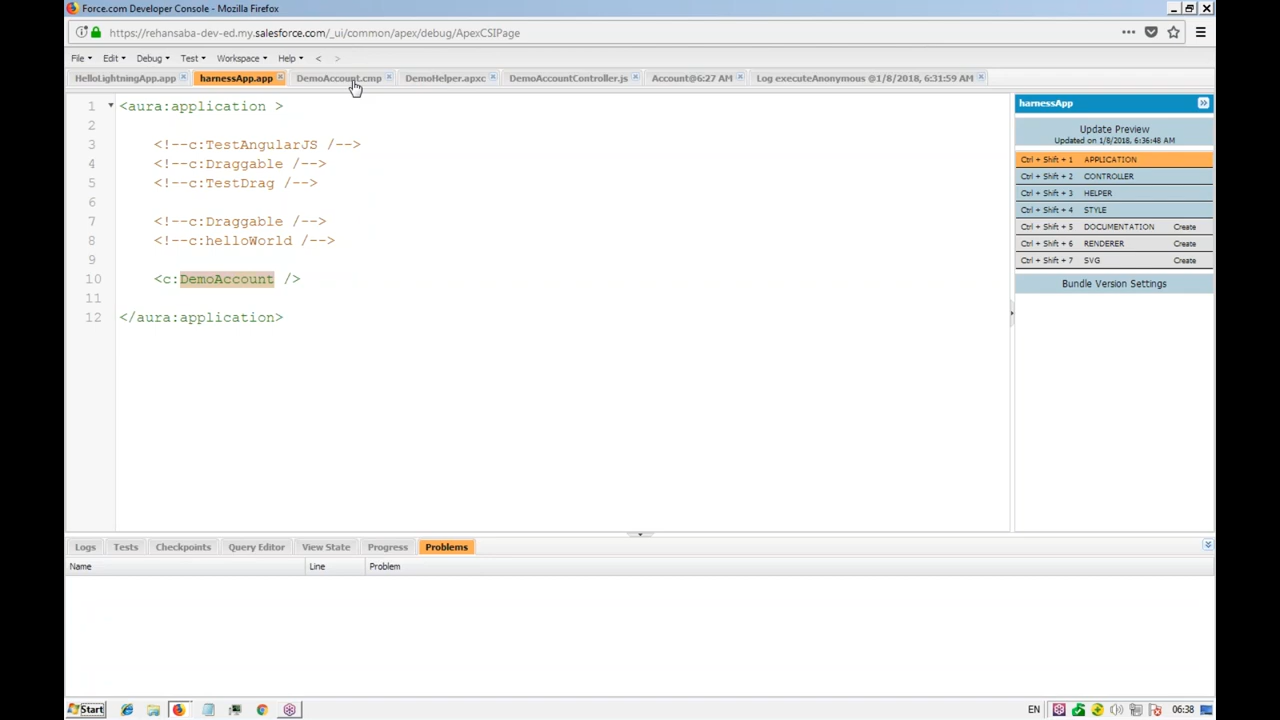 Force.com Developer Console - Mozilla Firefox
https://rehansaba-dev-ed.my.salesforce.com/_ui/common/apex/debug/ApexCSIPage
File Edit Debug Test Workspace Help < >
HelloLightningApp.app harnessApp.app DemoAccount.cmp DemoHelper.apxc DemoAccountController.js Account@6:27 AM Log executeAnonymous @1/8/2018, 6:31:59 AM
1 <aura:application >
2
3 <!--c:TestAngularJS /-->
4 <!--c:Draggable /-->
5 <!--c:TestDrag /-->
6
7 <!--c:Draggable /-->
8 <!--c:helloWorld /-->
9
10 <c:DemoAccount />
11
12 </aura:application>
harnessApp
Update Preview
Updated on 1/8/2018, 6:36:48 AM
Ctrl + Shift + 1 APPLICATION
Ctrl + Shift + 2 CONTROLLER
Ctrl + Shift + 3 HELPER
Ctrl + Shift + 4 STYLE
Ctrl + Shift + 5 DOCUMENTATION Create
Ctrl + Shift + 6 RENDERER Create
Ctrl + Shift + 7 SVG Create
Bundle Version Settings
Logs Tests Checkpoints Query Editor View State Progress Problems
Name Line Problem
Start EN 06:38